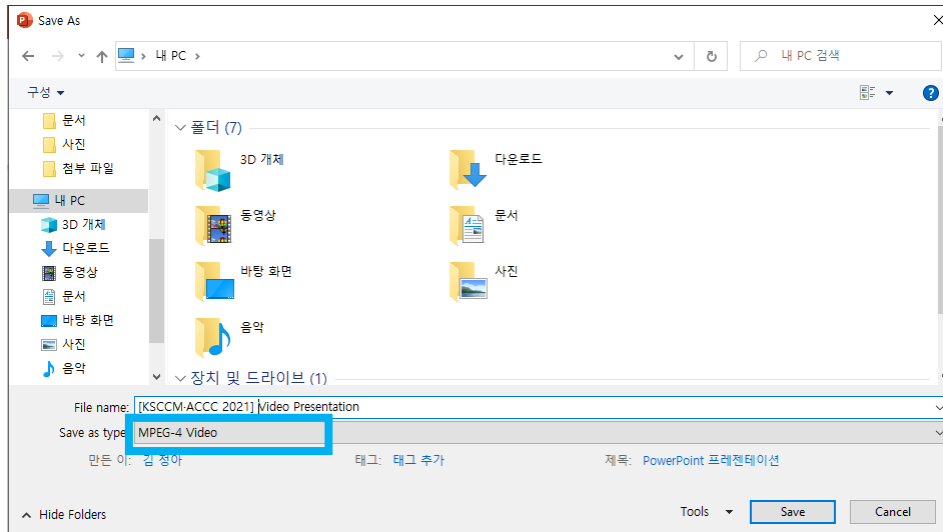 Save As
내 PC
내 PC 검색
구성
문서
사진
첨부 파일
내 PC
3D 개체
다운로드
동영상
문서
바탕 화면
사진
음악
폴더 (7)
3D 개체
다운로드
동영상
문서
바탕 화면
사진
음악
장치 및 드라이브 (1)
File name: [KSCCM·ACCC 2021] Video Presentation
Save as type MPEG-4 Video
만든 이: 김 정아 태그: 태그 추가 제목: PowerPoint 프레젠테이션
Hide Folders Tools Save Cancel